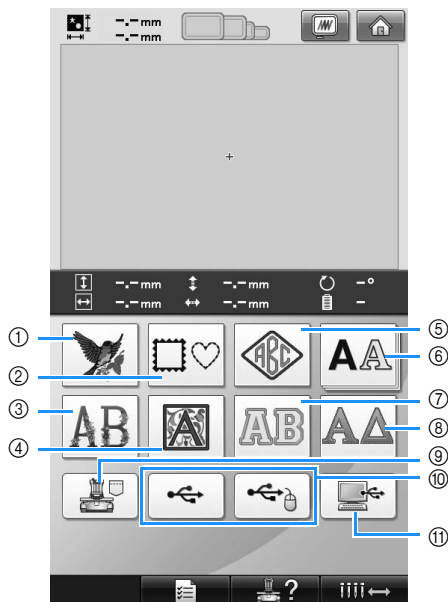 -.- mm
-.- mm
-.- mm -.- mm -°
-.- mm -.- mm -
① ABC ⑤
② AA ⑥
③ AB A AB AΔ ⑦
④ ⑧
⑨
⑩
⑪
?